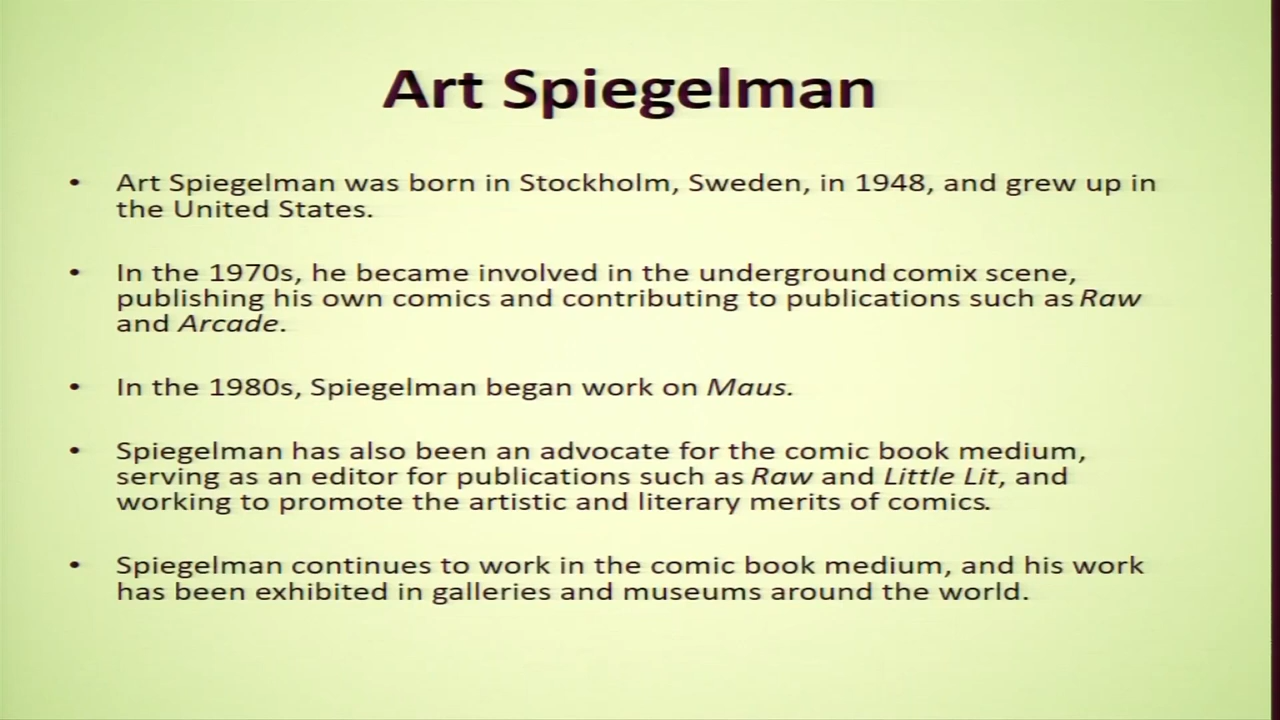 Art Spiegelman
• Art Spiegelman was born in Stockholm, Sweden, in 1948, and grew up in
the United States.
• In the 1970s, he became involved in the underground comix scene,
publishing his own comics and contributing to publications such as Raw
and Arcade.
• In the 1980s, Spiegelman began work on Maus.
• Spiegelman has also been an advocate for the comic book medium,
serving as an editor for publications such as Raw and Little Lit, and
working to promote the artistic and literary merits of comics.
• Spiegelman continues to work in the comic book medium, and his work
has been exhibited in galleries and museums around the world.